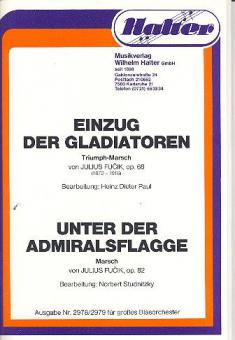 Halter
Musikverlag
Wilhelm Halter GmbH
EINZUG
DER GLADIATOREN
Triumph-Marsch
von JULIUS FUČIK, op. 68
Bearbeitung: Heinz Dieter Paul
UNTER DER
ADMIRALSFLAGGE
Marsch
von JULIUS FUČIK, op. 82
Bearbeitung: Norbert Studnitzky
Ausgabe Nr. 2978/2979 für großes Blasorchester